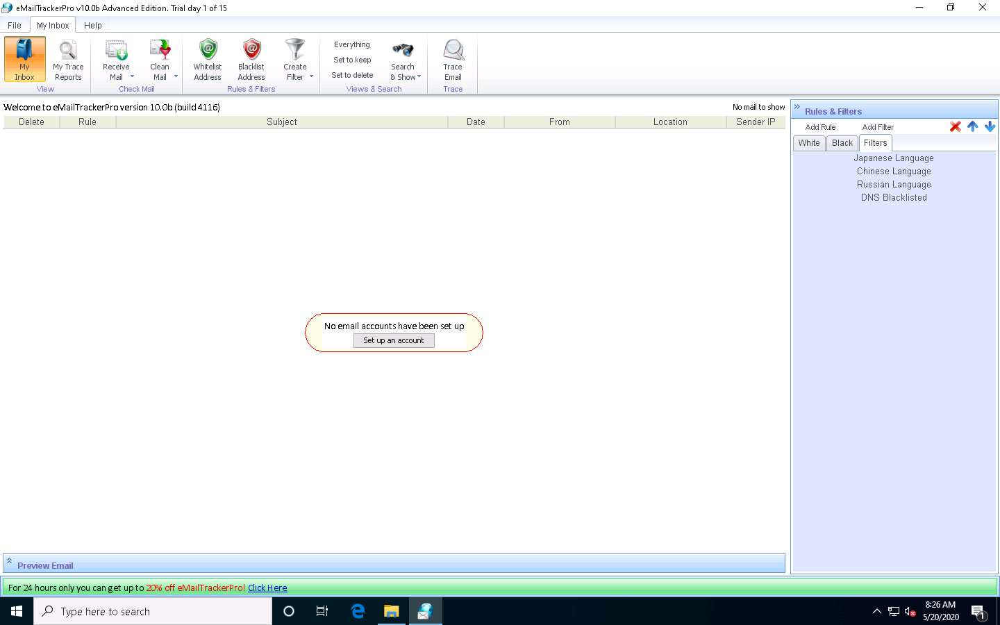 eMailTrackerPro v10.0b Advanced Edition. Trial day 1 of 15
File My Inbox Help
My Inbox
My Trace Reports
View
Receive Mail
Clean Mail
Check Mail
Whitelist Address
Blacklist Address
Create Filter
Rules & Filters
Everything
Set to keep
Set to delete
Search & Show
Views & Search
Trace Email
Trace
Welcome to eMailTrackerPro version 10.0b (build 4116)
No mail to show
Delete Rule Subject Date From Location Sender IP
No email accounts have been set up
Set up an account
Rules & Filters
Add Rule Add Filter
White Black Filters
Japanese Language
Chinese Language
Russian Language
DNS Blacklisted
Preview Email
For 24 hours only you can get up to 20% off eMailTrackerPro! Click Here
Type here to search
8:26 AM
5/20/2020
1